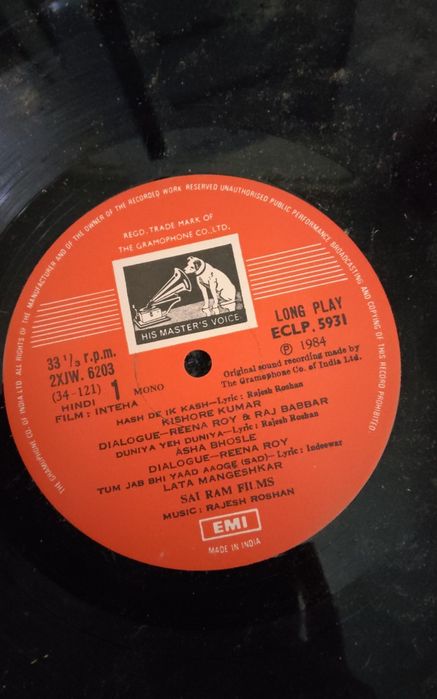 THE GRAMOPHONE CO. OF INDIA LTD. ALL RIGHTS OF THE MANUFACTURER AND OF THE OWNER OF THE RECORDED WORK RESERVED UNAUTHORISED PUBLIC PERFORMANCE BROADCASTING AND COPYING OF THIS RECORD PROHIBITED.
REGD. TRADE MARK OF
THE GRAMOPHONE CO., LTD.
HIS MASTER'S VOICE
33 1/3 r.p.m.
2XJW. 6203
(34-121) 1 MONO
LONG PLAY
ECLP. 5931
℗ 1984
Original sound recording made by
The Gramophone Co. of India Ltd.
HINDI
FILM : INTEHA
HASH DE IK KASH—Lyric: Rajesh Roshan
KISHORE KUMAR
DIALOGUE—REENA ROY & RAJ BABBAR
DUNIYA YEH DUNIYA—Lyric : Rajesh Roshan
ASHA BHOSLE
DIALOGUE—REENA ROY
TUM JAB BHI YAAD AAOGE (SAD)—Lyric : Indeewar
LATA MANGESHKAR
SAI RAM FILMS
MUSIC : RAJESH ROSHAN
EMI
MADE IN INDIA